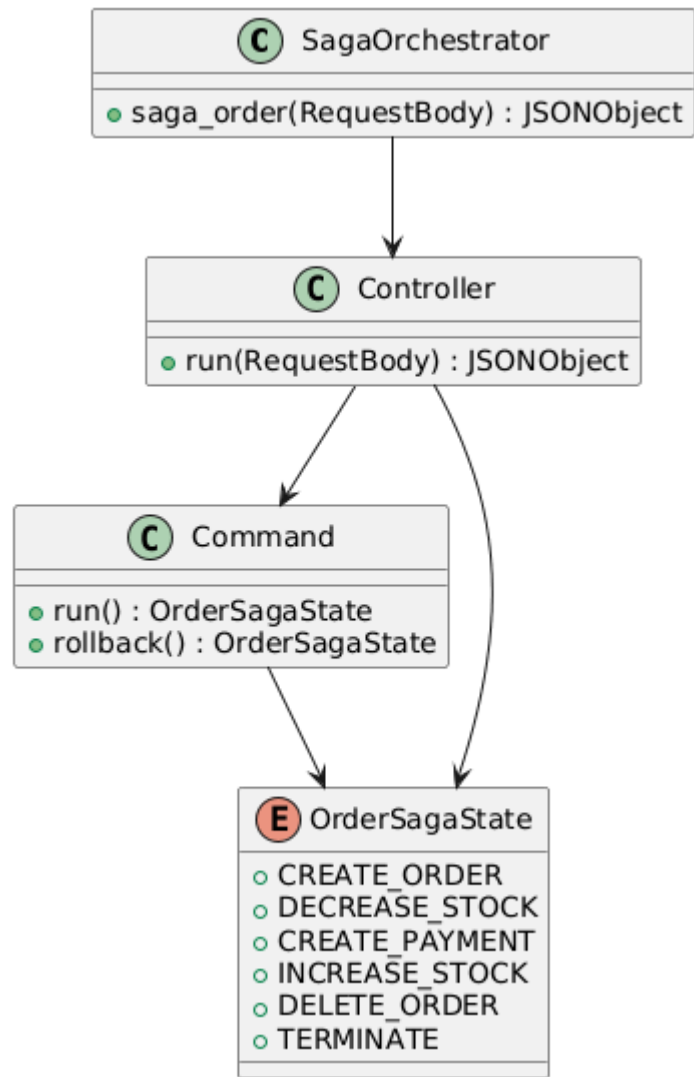 C SagaOrchestrator
saga_order(RequestBody) : JSONObject
C Controller
run(RequestBody) : JSONObject
C Command
run() : OrderSagaState
rollback() : OrderSagaState
E OrderSagaState
CREATE_ORDER
DECREASE_STOCK
CREATE_PAYMENT
INCREASE_STOCK
DELETE_ORDER
TERMINATE